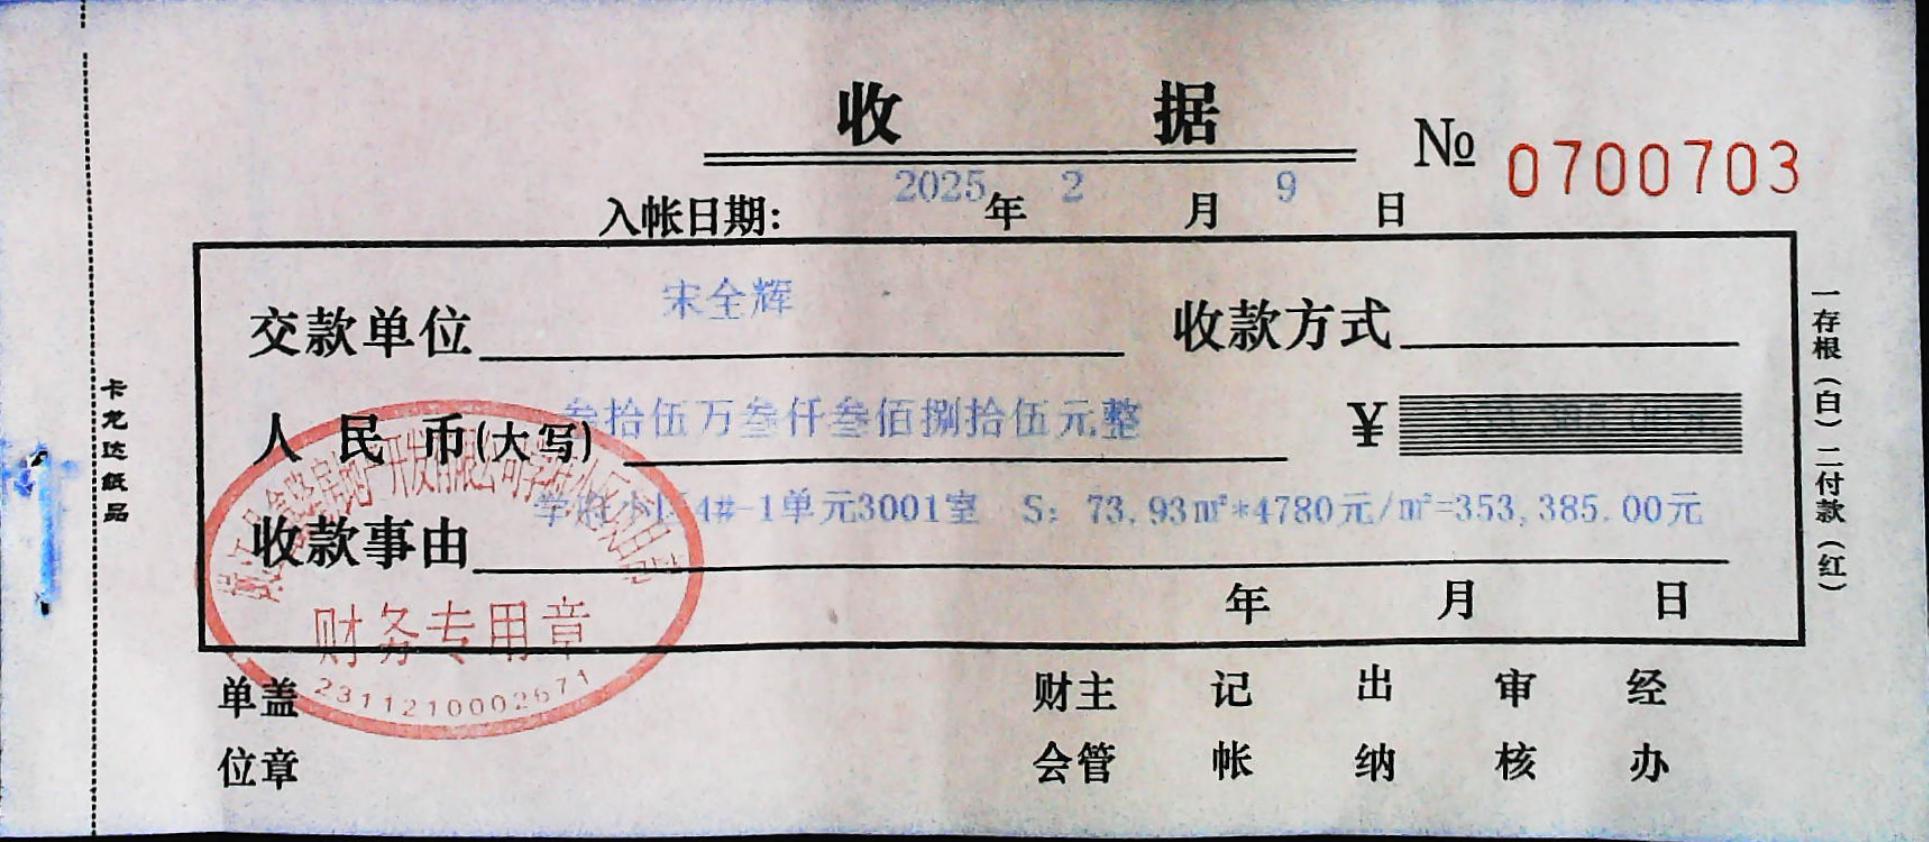 收 据
№ 0700703
入帐日期： 2025 年 2 月 9 日
交款单位 宋全辉 收款方式
人民币(大写) 叁拾伍万叁仟叁佰捌拾伍元整 ¥
学府小区4#-1单元3001室 S：73.93㎡*4780元/㎡=353,385.00元
收款事由
年 月 日
财务专用章
2311210002671
单位盖章 财会主管 记帐 出纳 审核 经办
一存根（白）二付款（红）
卡龙达纸品